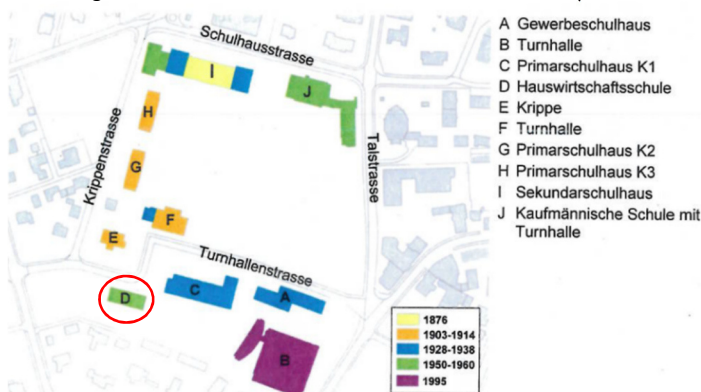 Schulhausstrasse
Krippenstrasse
Talstrasse
Turnhallenstrasse
I
J
H
G
F
E
D
C
A
B
A Gewerbeschulhaus
B Turnhalle
C Primarschulhaus K1
D Hauswirtschaftsschule
E Krippe
F Turnhalle
G Primarschulhaus K2
H Primarschulhaus K3
I Sekundarschulhaus
J Kaufmännische Schule mit
Turnhalle
1876
1903-1914
1928-1938
1950-1960
1995